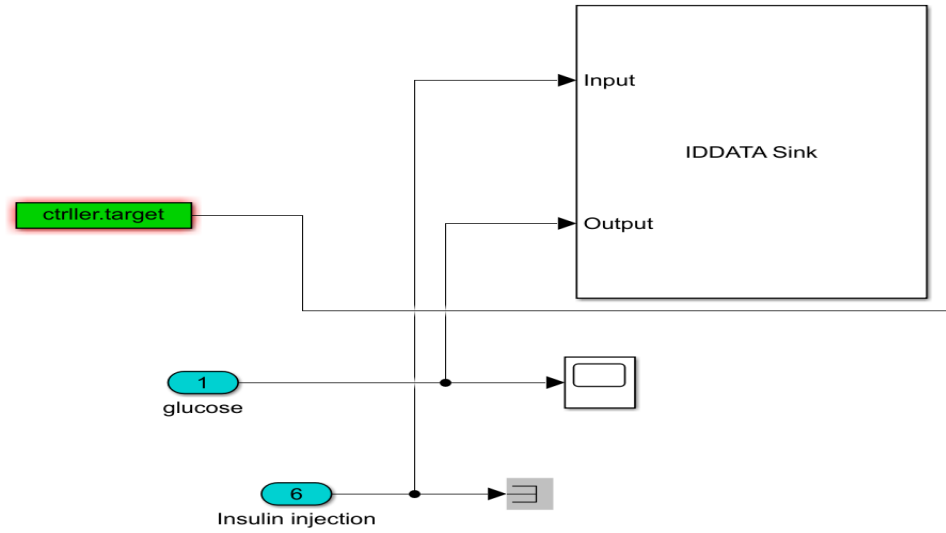 Input
IDDATA Sink
ctrller.target
Output
1
glucose
6
Insulin injection